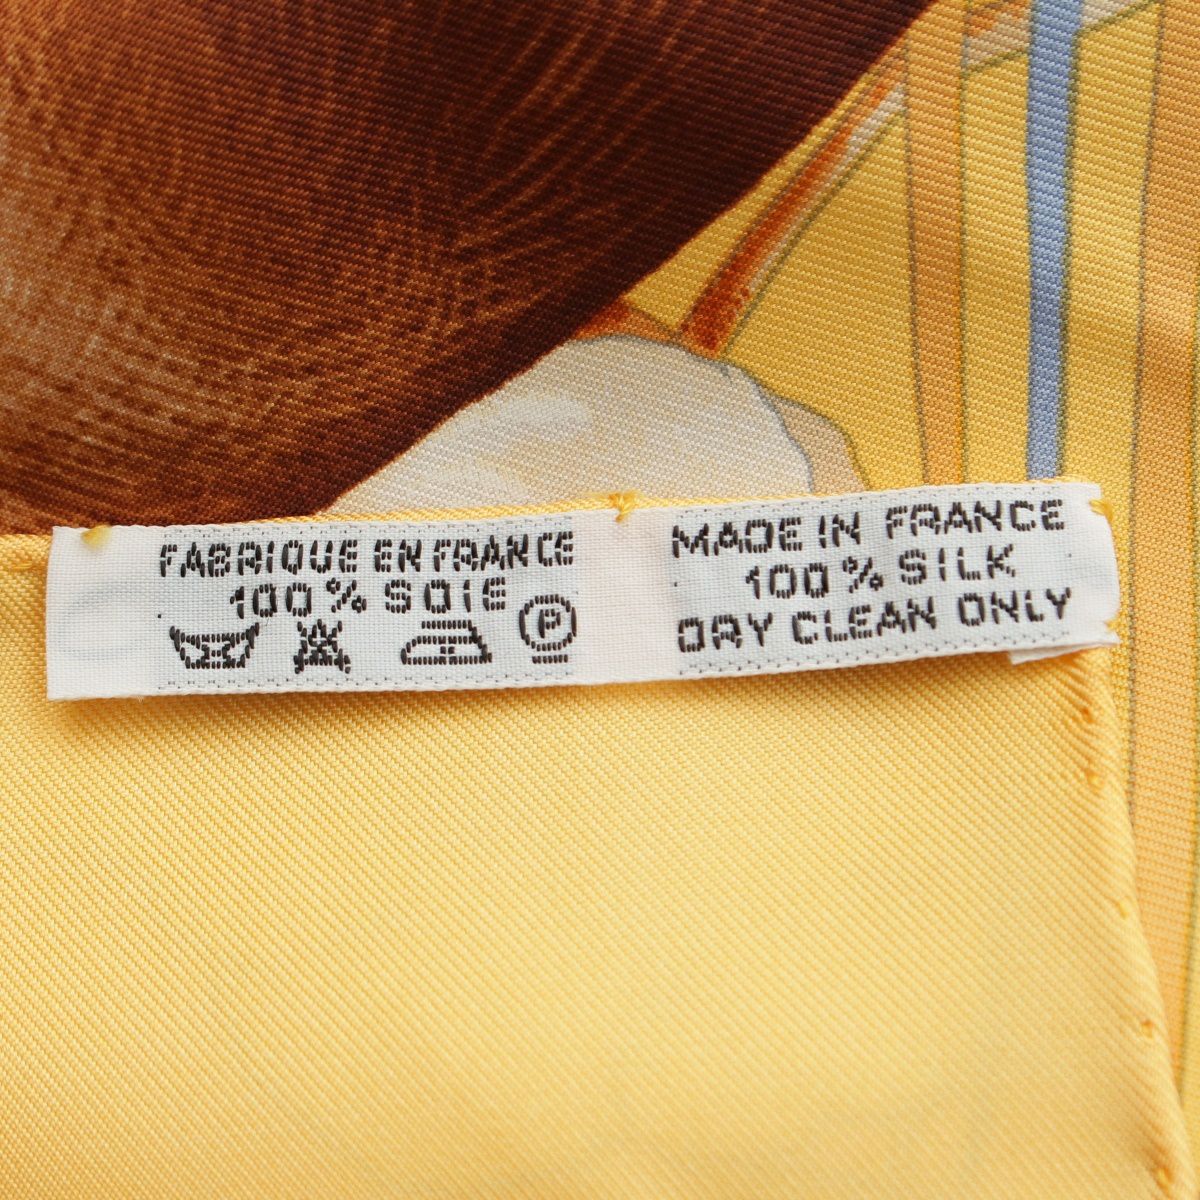 FABRIQUE EN FRANCE
100% SOIE
P
MADE IN FRANCE
100% SILK
DRY CLEAN ONLY